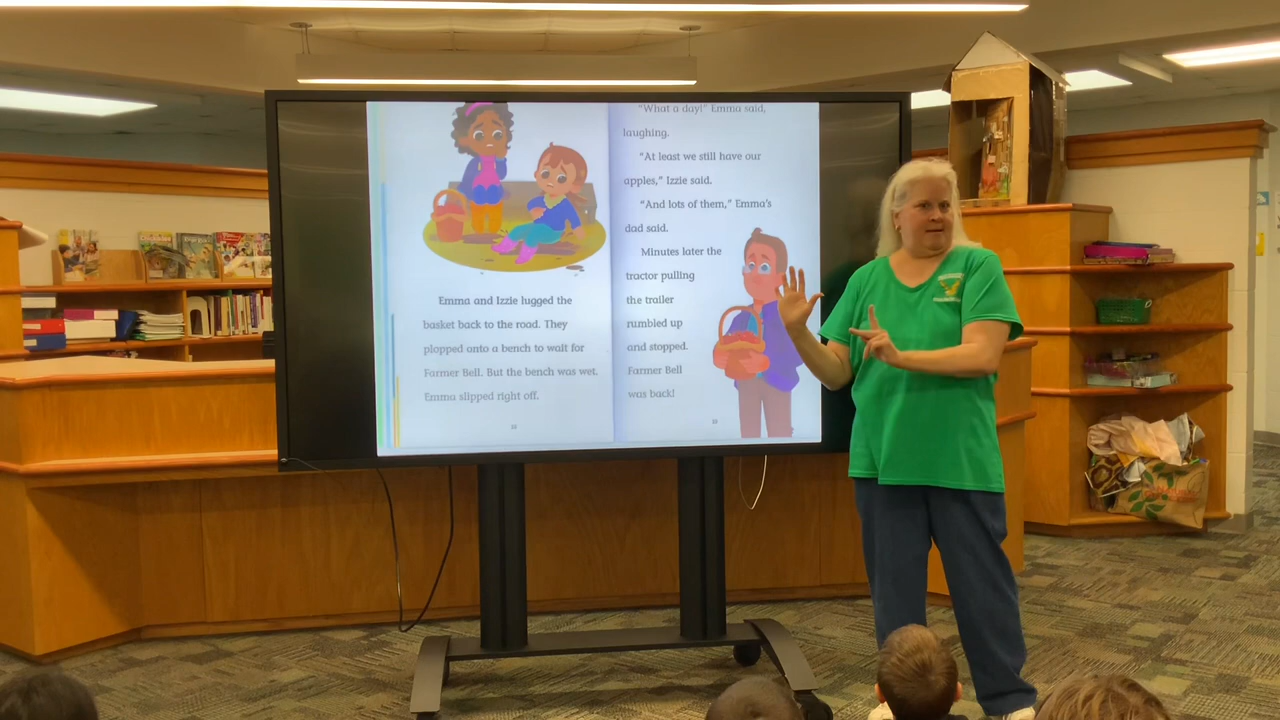 Emma and Izzie lugged the
basket back to the road. They
plopped onto a bench to wait for
Farmer Bell. But the bench was wet.
Emma slipped right off.
"What a day!" Emma said,
laughing.
"At least we still have our
apples," Izzie said.
"And lots of them," Emma's
dad said.
Minutes later the
tractor pulling
the trailer
rumbled up
and stopped.
Farmer Bell
was back!